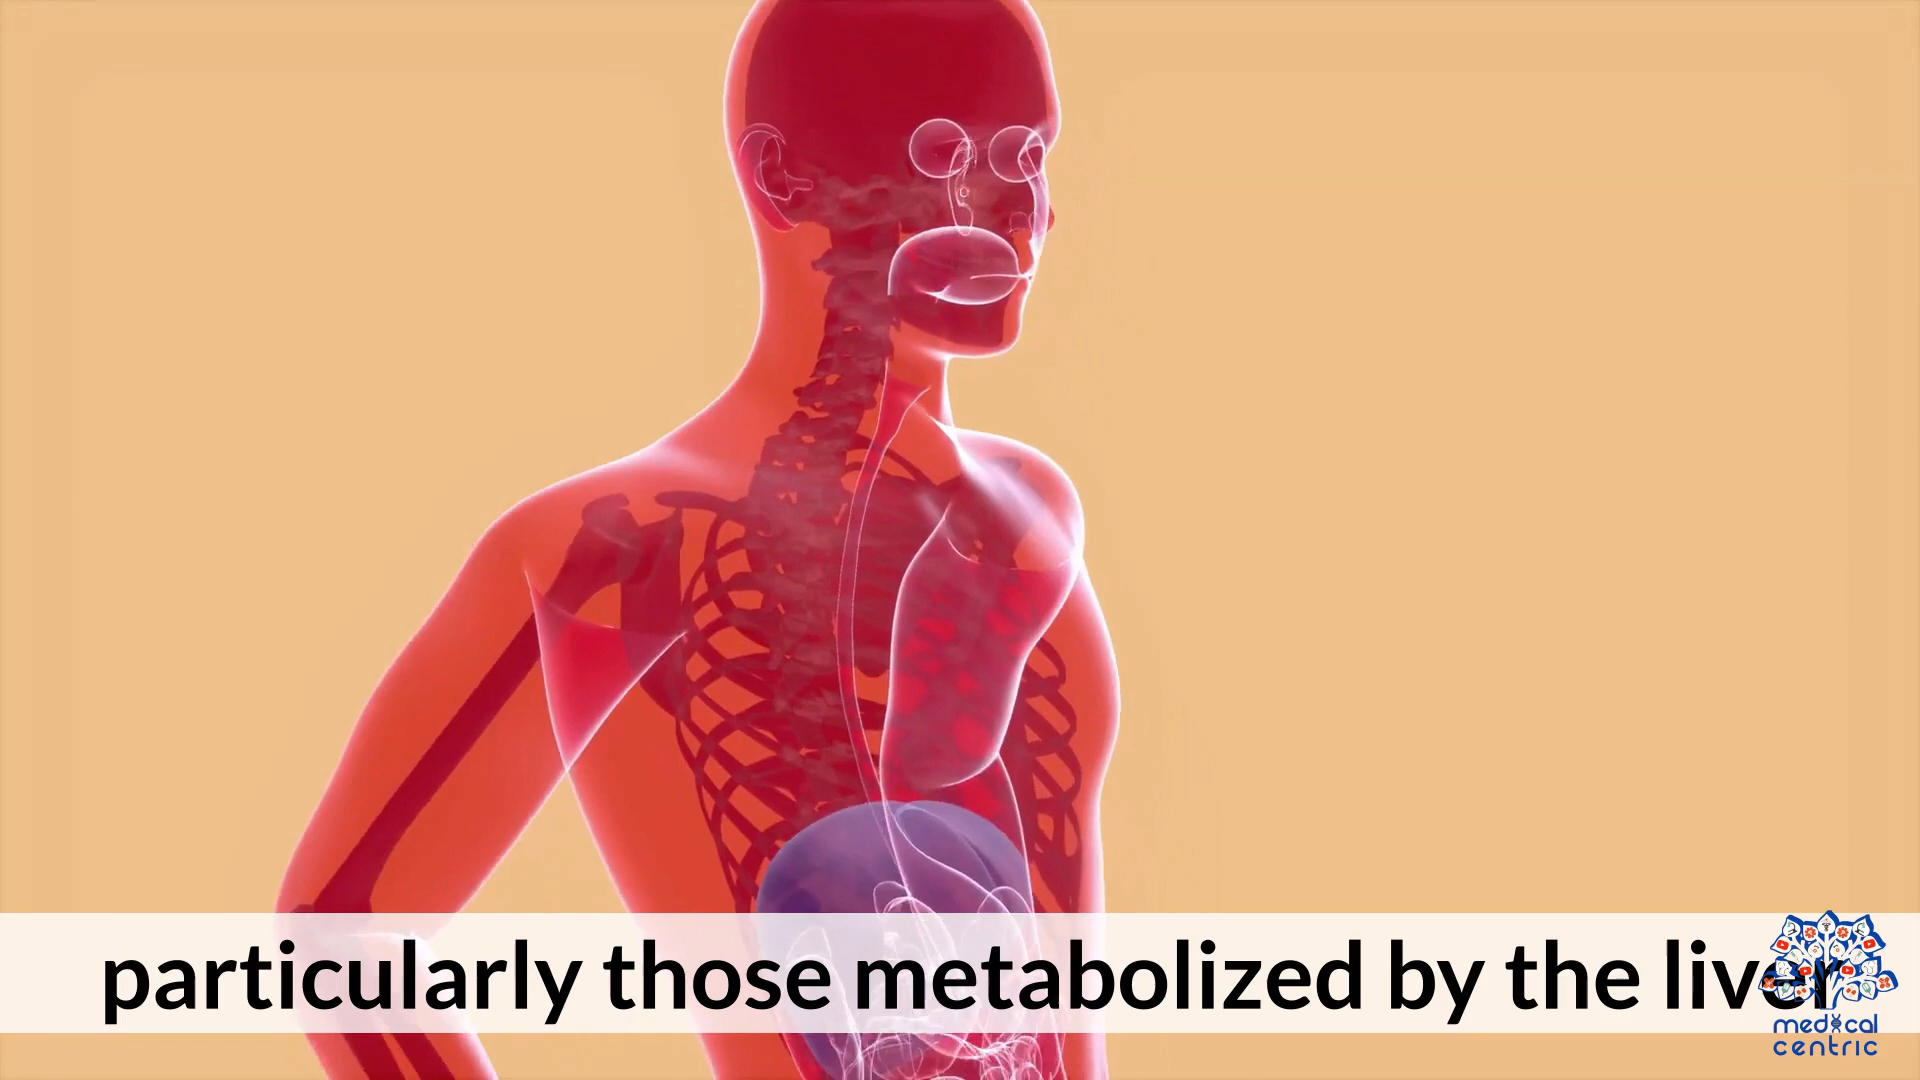 particularly those metabolized by the liver
medical
centric